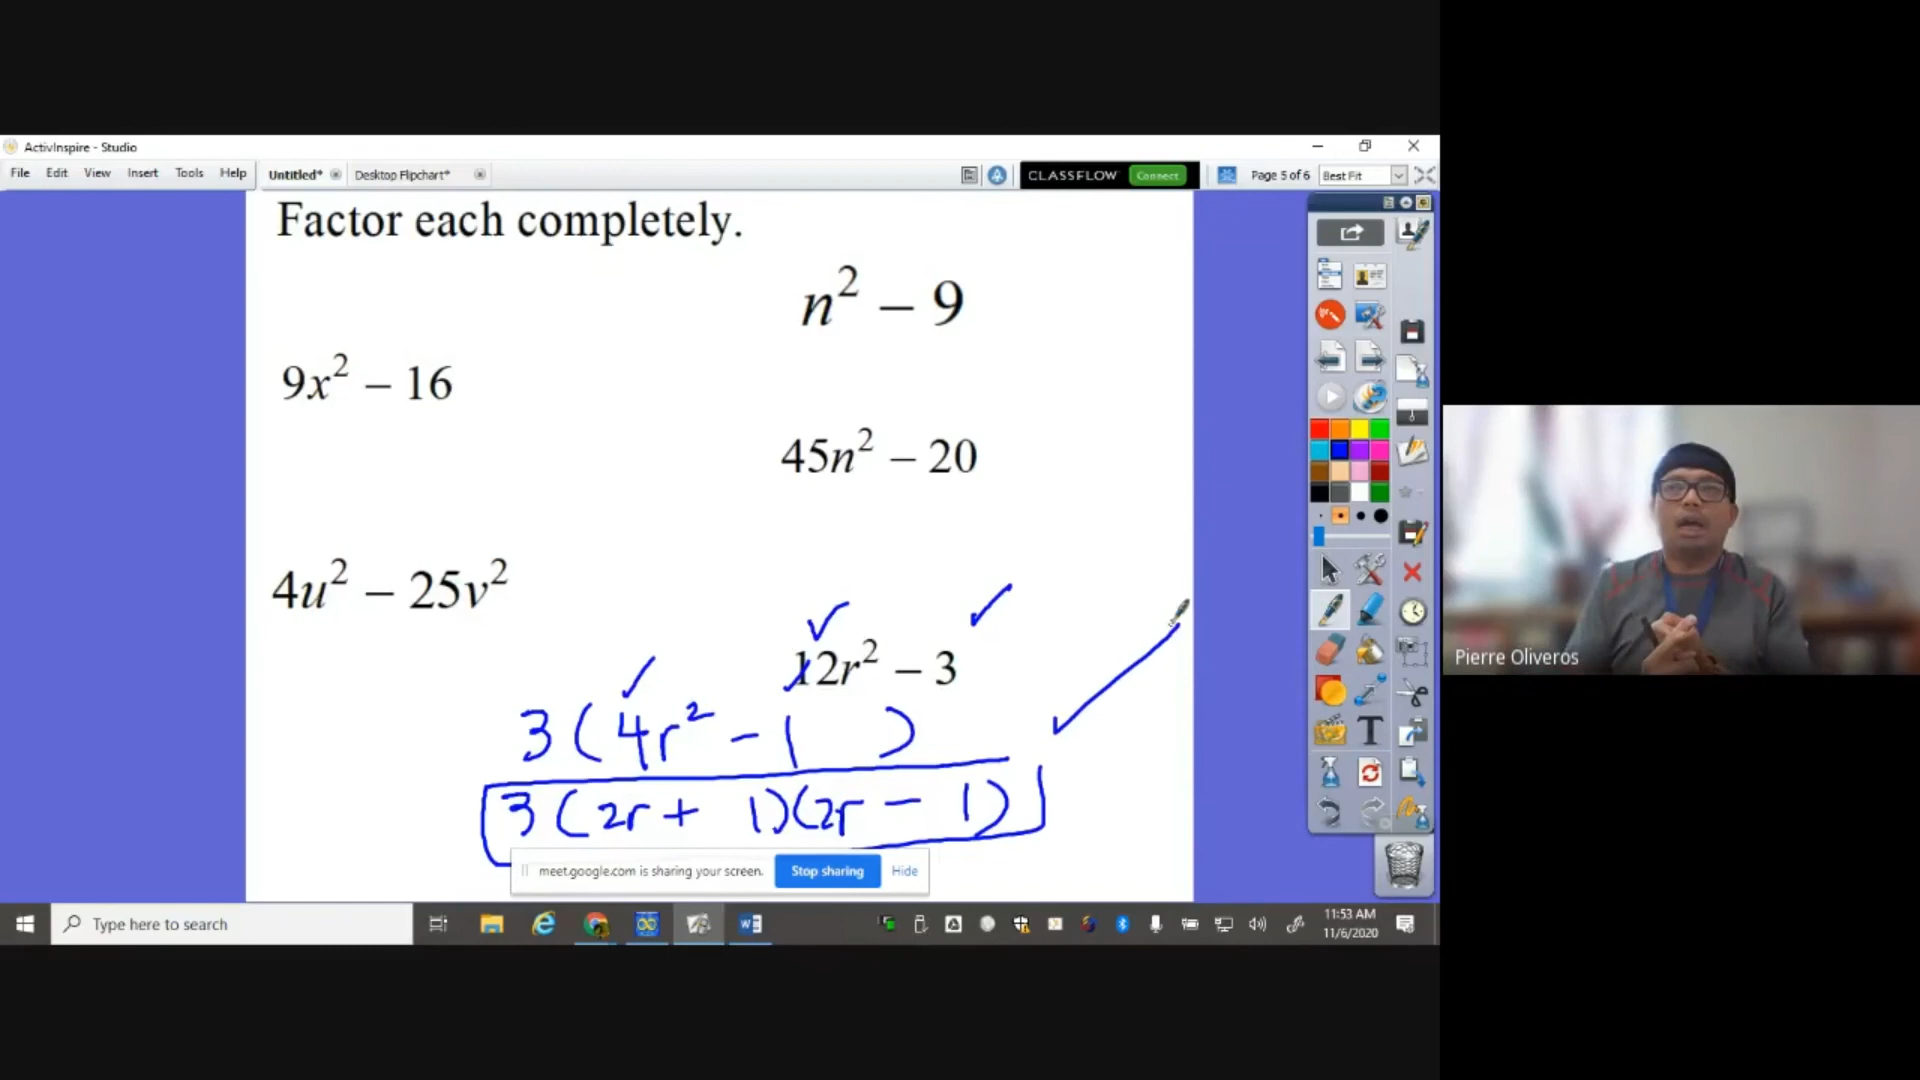 ActivInspire - Studio
File Edit View Insert Tools Help
Untitled* Desktop Flipchart*
CLASSFLOW Connect
Page 5 of 6
Best Fit
Factor each completely.
n² − 9
9x² − 16
45n² − 20
4u² − 25v²
12r² − 3
3(4r² − 1)
3(2r + 1)(2r − 1)
meet.google.com is sharing your screen. Stop sharing Hide
Pierre Oliveros
Type here to search
11:53 AM
11/6/2020